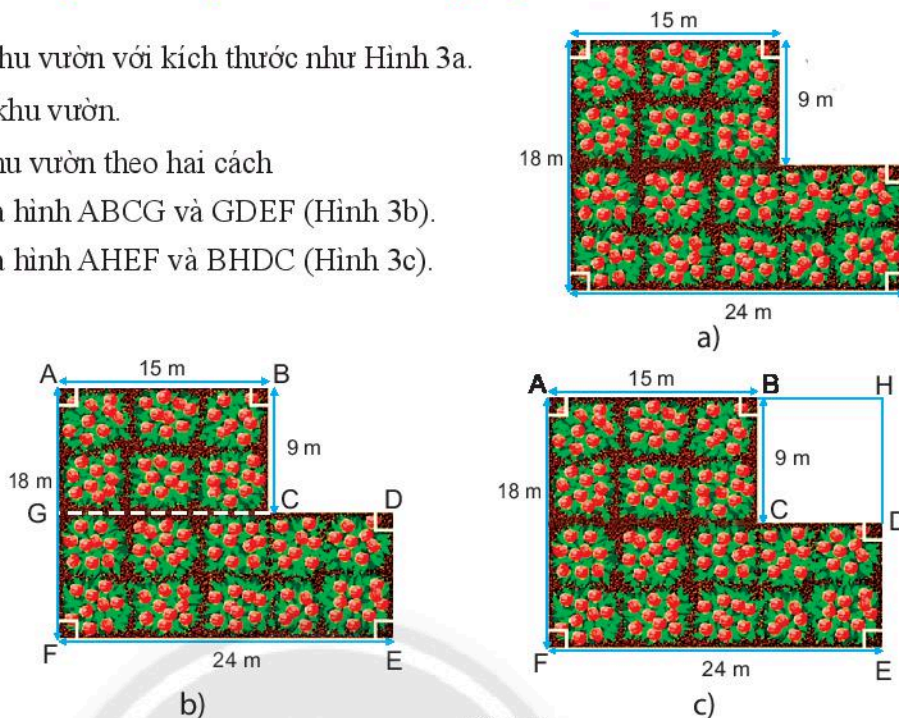 hu vườn với kích thước như Hình 3a.
khu vườn.
hu vườn theo hai cách
hình ABCG và GDEF (Hình 3b).
hình AHEF và BHDC (Hình 3c).
15 m
9 m
18 m
24 m
a)
A 15 m B
9 m
18 m
G C D
F 24 m E
b)
A 15 m B H
9 m
18 m
C D
F 24 m E
c)